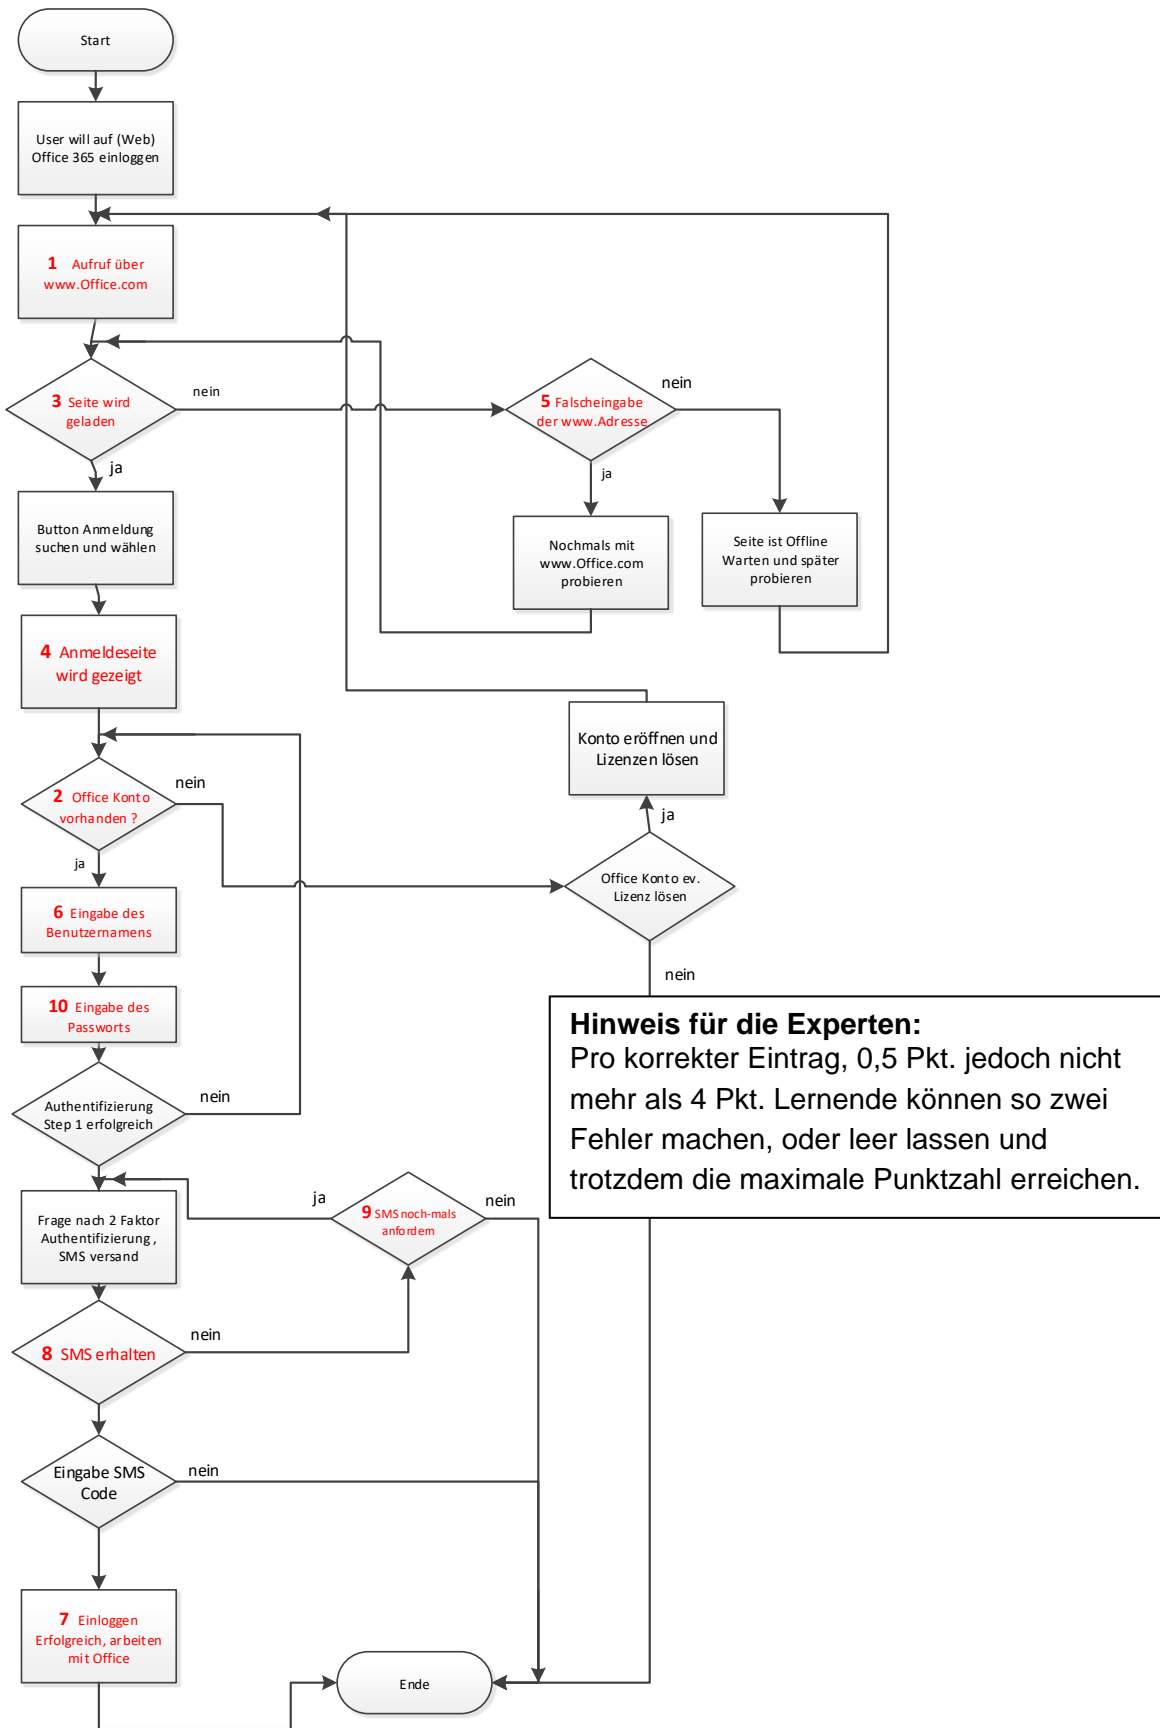 Start
User will auf (Web)
Office 365 einloggen
1 Aufruf über
www.Office.com
3 Seite wird
geladen
nein
5 Falscheingabe
der www.Adresse
nein
ja
ja
Button Anmeldung
suchen und wählen
Nochmals mit
www.Office.com
probieren
Seite ist Offline
Warten und später
probieren
4 Anmeldeseite
wird gezeigt
Konto eröffnen und
Lizenzen lösen
2 Office Konto
vorhanden ?
nein
ja
ja
Office Konto ev.
Lizenz lösen
nein
6 Eingabe des
Benutzernamens
10 Eingabe des
Passworts
Authentifizierung
Step 1 erfolgreich
nein
Hinweis für die Experten:
Pro korrekter Eintrag, 0,5 Pkt. jedoch nicht
mehr als 4 Pkt. Lernende können so zwei
Fehler machen, oder leer lassen und
trotzdem die maximale Punktzahl erreichen.
Frage nach 2 Faktor
Authentifizierung ,
SMS versand
ja
9 SMS noch-mals
anfordern
nein
8 SMS erhalten
nein
Eingabe SMS
Code
nein
7 Einloggen
Erfolgreich, arbeiten
mit Office
Ende